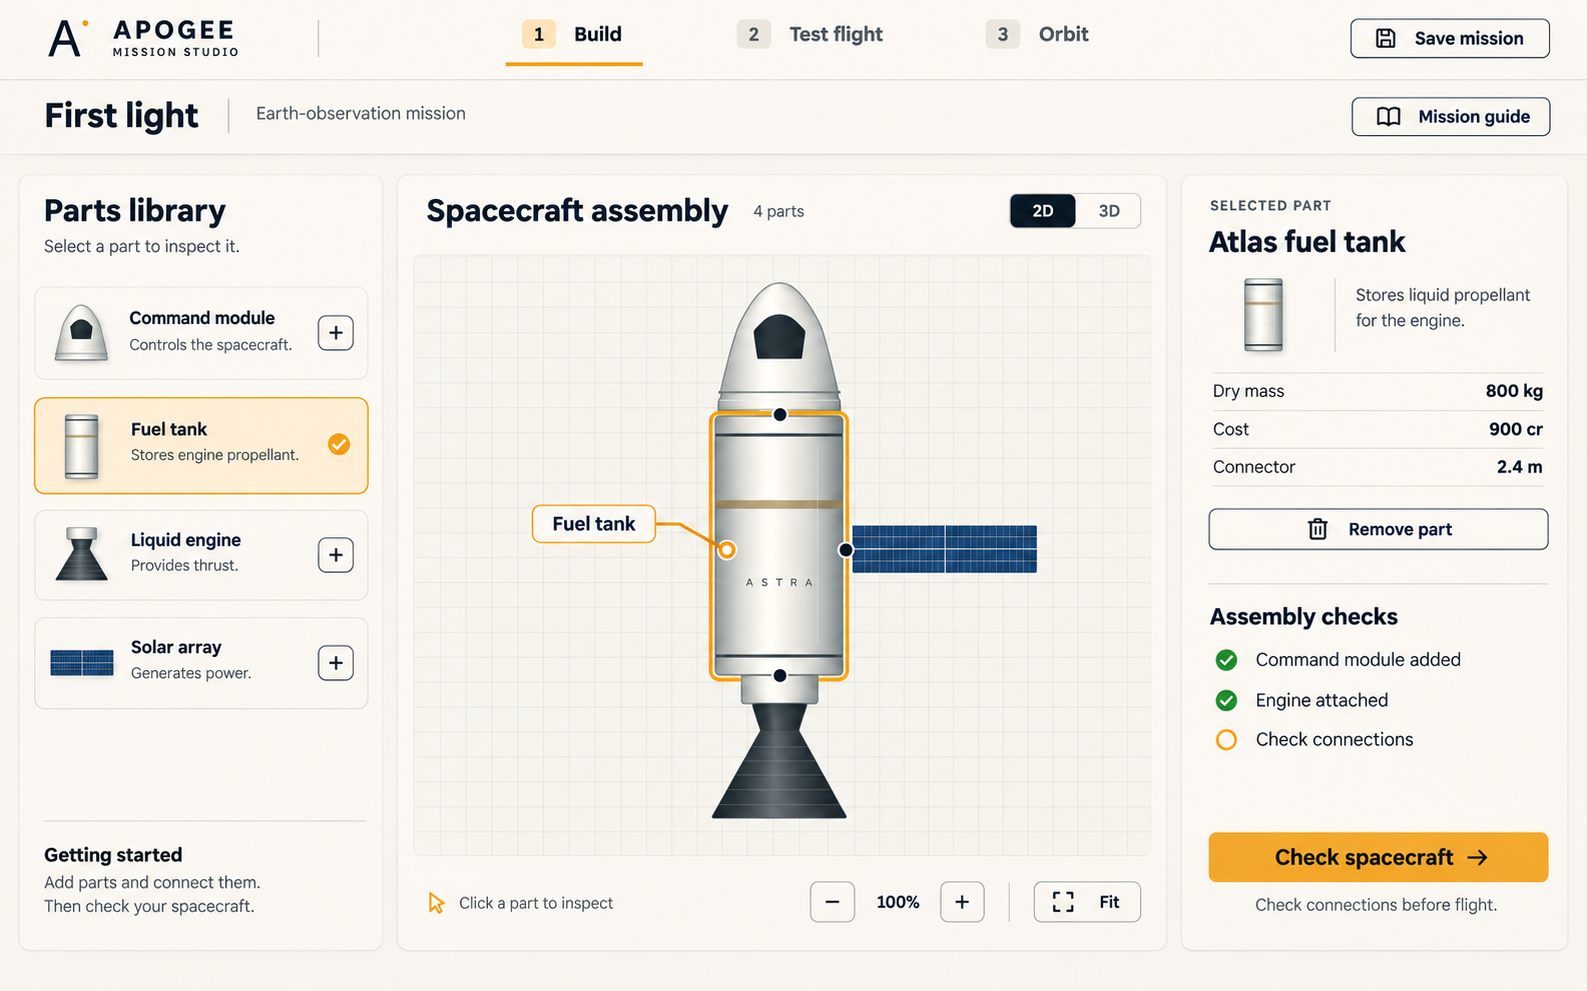 A
APOGEE
MISSION STUDIO
1 Build
2 Test flight
3 Orbit
Save mission
First light
Earth-observation mission
Mission guide
Parts library
Select a part to inspect it.
Command module
Controls the spacecraft.
Fuel tank
Stores engine propellant.
Liquid engine
Provides thrust.
Solar array
Generates power.
Getting started
Add parts and connect them.
Then check your spacecraft.
Spacecraft assembly
4 parts
2D
3D
Fuel tank
ASTRA
Click a part to inspect
100%
Fit
SELECTED PART
Atlas fuel tank
Stores liquid propellant
for the engine.
Dry mass 800 kg
Cost 900 cr
Connector 2.4 m
Remove part
Assembly checks
Command module added
Engine attached
Check connections
Check spacecraft →
Check connections before flight.